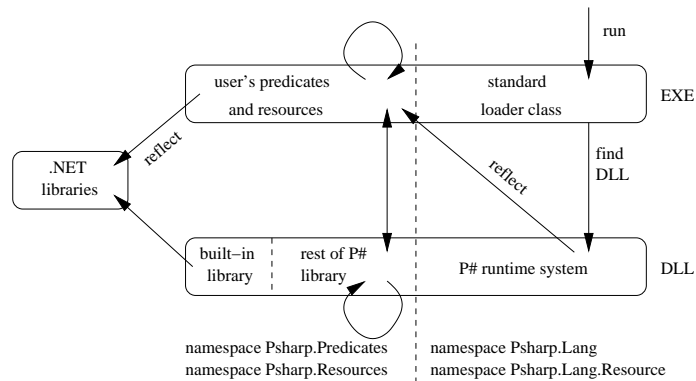 run
user's predicates
and resources
standard
loader class
EXE
reflect
.NET
libraries
reflect
find
DLL
built−in
library
rest of P#
library
P# runtime system
DLL
namespace Psharp.Predicates
namespace Psharp.Resources
namespace Psharp.Lang
namespace Psharp.Lang.Resource